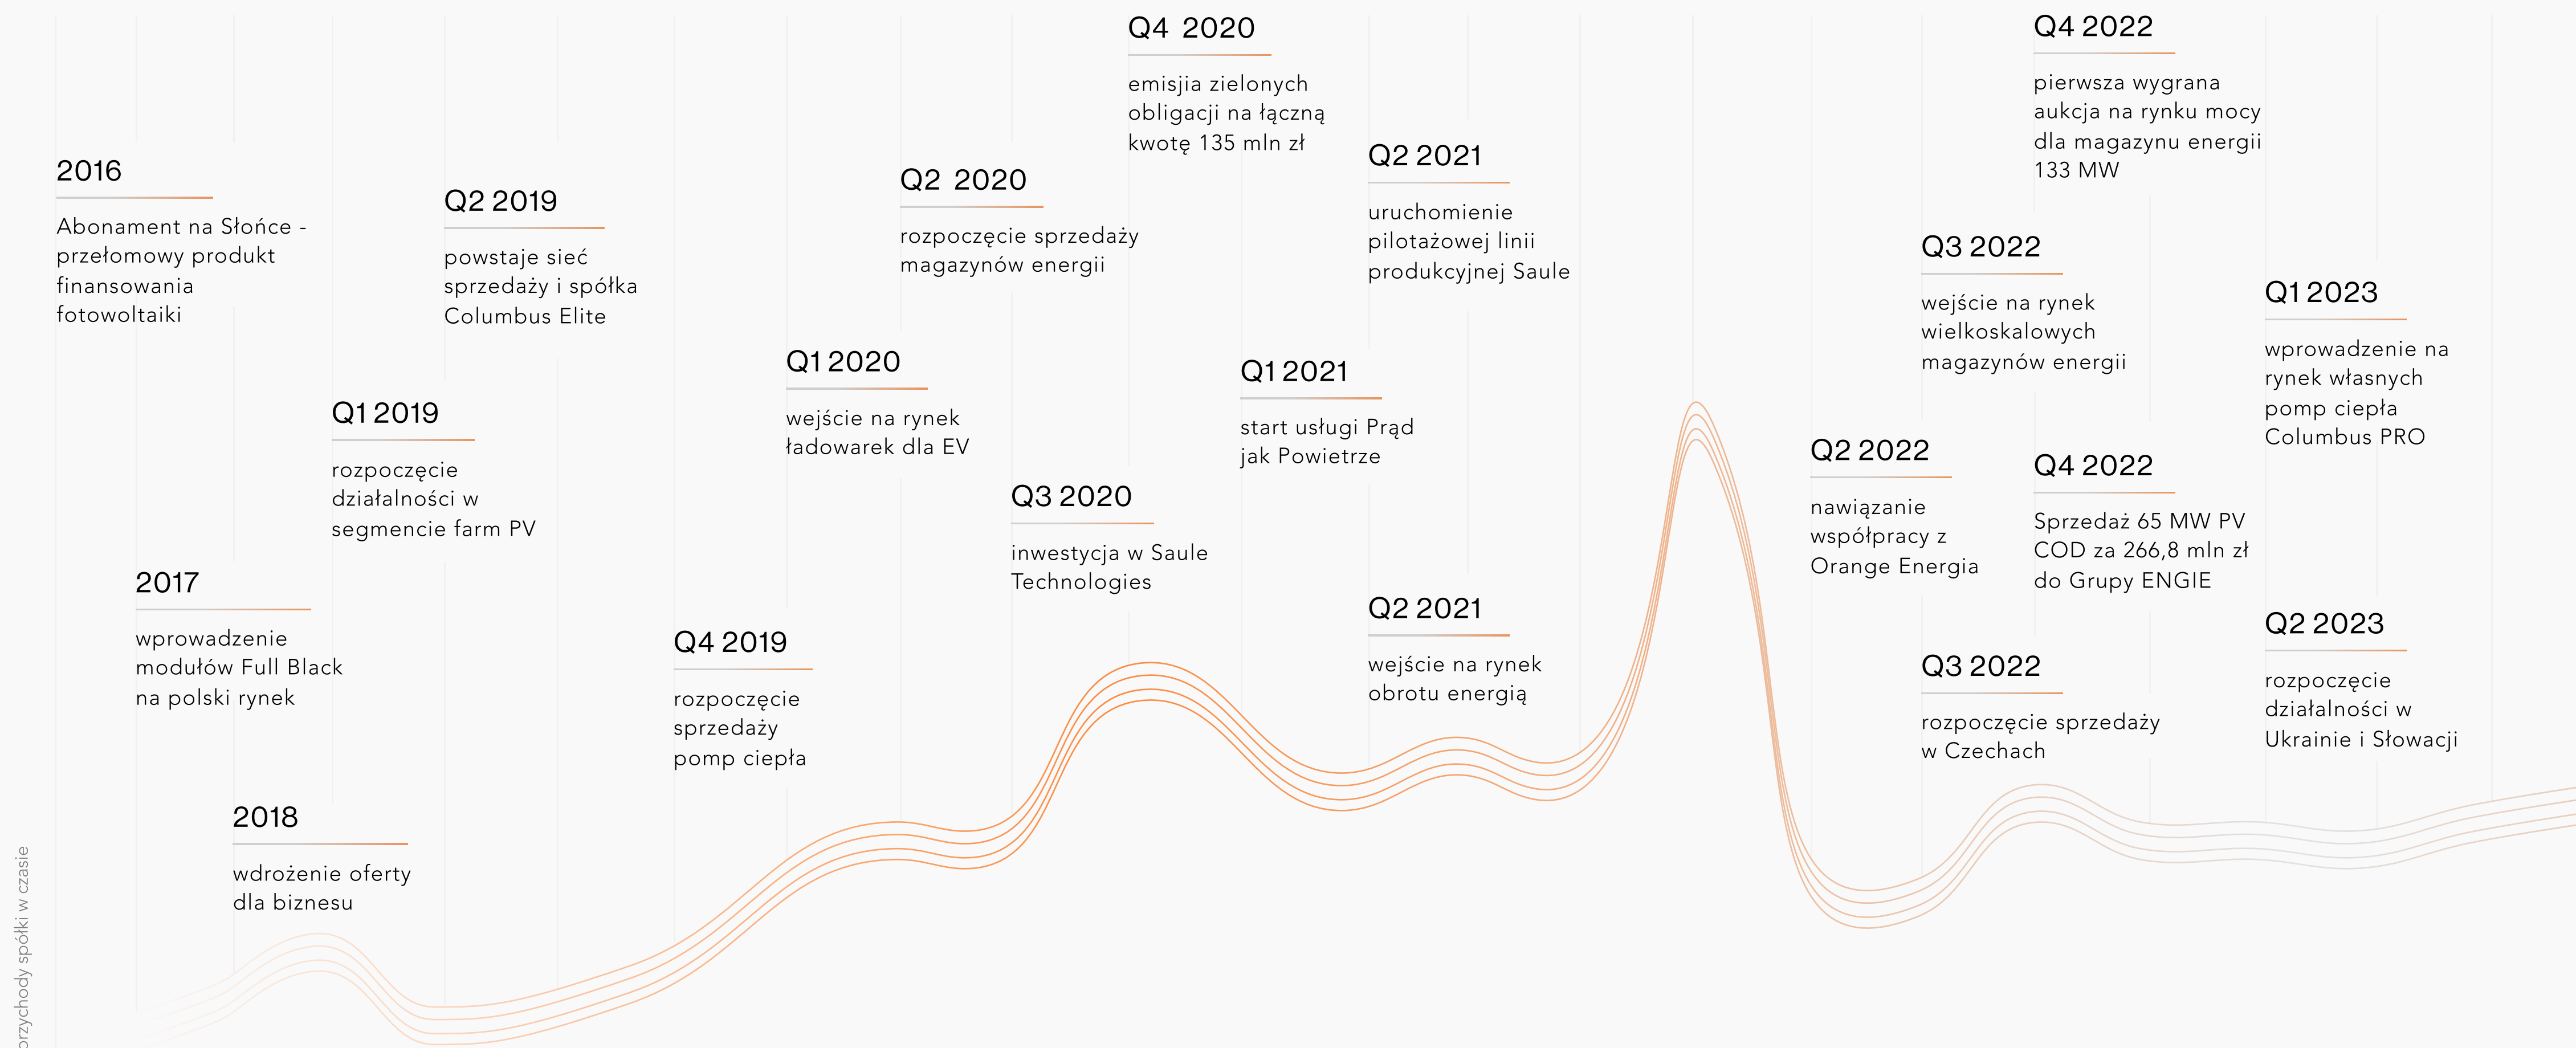 2016
Abonament na Słońce -
przełomowy produkt
finansowania
fotowoltaiki
2017
wprowadzenie
modułów Full Black
na polski rynek
2018
wdrożenie oferty
dla biznesu
Q1 2019
rozpoczęcie
działalności w
segmencie farm PV
Q2 2019
powstaje sieć
sprzedaży i spółka
Columbus Elite
Q4 2019
rozpoczęcie
sprzedaży
pomp ciepła
Q1 2020
wejście na rynek
ładowarek dla EV
Q2 2020
rozpoczęcie sprzedaży
magazynów energii
Q3 2020
inwestycja w Saule
Technologies
Q4 2020
emisjia zielonych
obligacji na łączną
kwotę 135 mln zł
Q1 2021
start usługi Prąd
jak Powietrze
Q2 2021
uruchomienie
pilotażowej linii
produkcyjnej Saule
Q2 2021
wejście na rynek
obrotu energią
Q2 2022
nawiązanie
współpracy z
Orange Energia
Q3 2022
wejście na rynek
wielkoskalowych
magazynów energii
Q3 2022
rozpoczęcie sprzedaży
w Czechach
Q4 2022
pierwsza wygrana
aukcja na rynku mocy
dla magazynu energii
133 MW
Q4 2022
Sprzedaż 65 MW PV
COD za 266,8 mln zł
do Grupy ENGIE
Q1 2023
wprowadzenie na
rynek własnych
pomp ciepła
Columbus PRO
Q2 2023
rozpoczęcie
działalności w
Ukrainie i Słowacji
przychody spółki w czasie